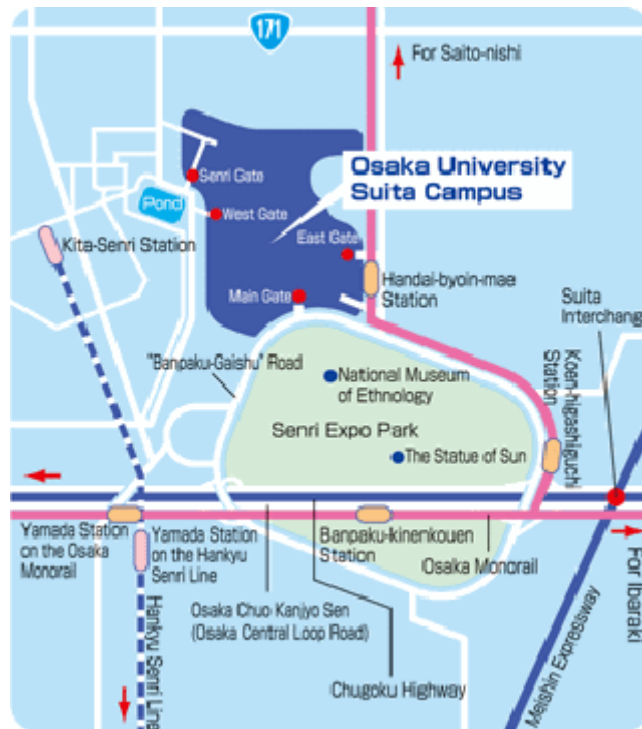 171
For Saito-nishi
Osaka University
Suita Campus
Senri Gate
Pond
West Gate
Kita-Senri Station
East Gate
Main Gate
Handai-byoin-mae
Station
Suita
Interchang
"Banpaku-Gaishu" Road
Koen-higashiguchi
Station
National Museum
of Ethnology
Senri Expo Park
The Statue of Sun
Yamada Station
on the Osaka
Monorail
Yamada Station
on the Hankyu
Senri Line
Banpaku-kinenkouen
Station
Osaka Monorail
For Ibaraki
Osaka Chuo Kanjyo Sen
(Osaka Central Loop Road)
Hankyu Senri Line
Chugoku Highway
Meishin Expressway